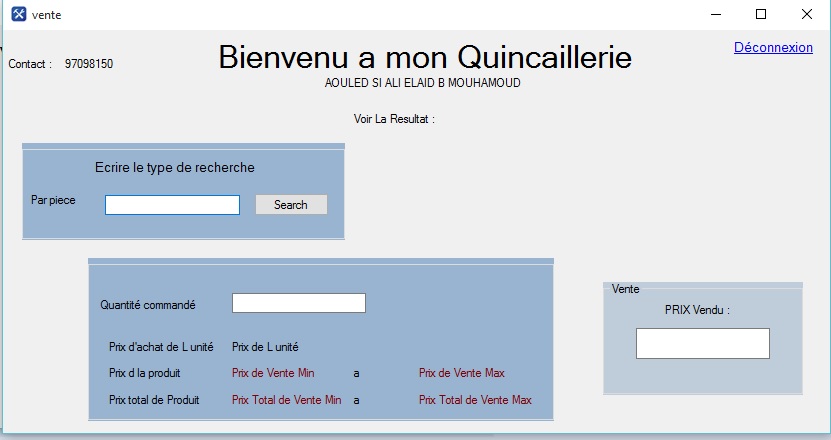 vente
Bienvenu a mon Quincaillerie
Déconnexion
Contact : 97098150
AOULED SI ALI ELAID B MOUHAMOUD
Voir La Resultat :
Ecrire le type de recherche
Par piece
Search
Quantité commandé
Prix d'achat de L unité Prix de L unité
Prix d la produit Prix de Vente Min a Prix de Vente Max
Prix total de Produit Prix Total de Vente Min a Prix Total de Vente Max
Vente
PRIX Vendu :